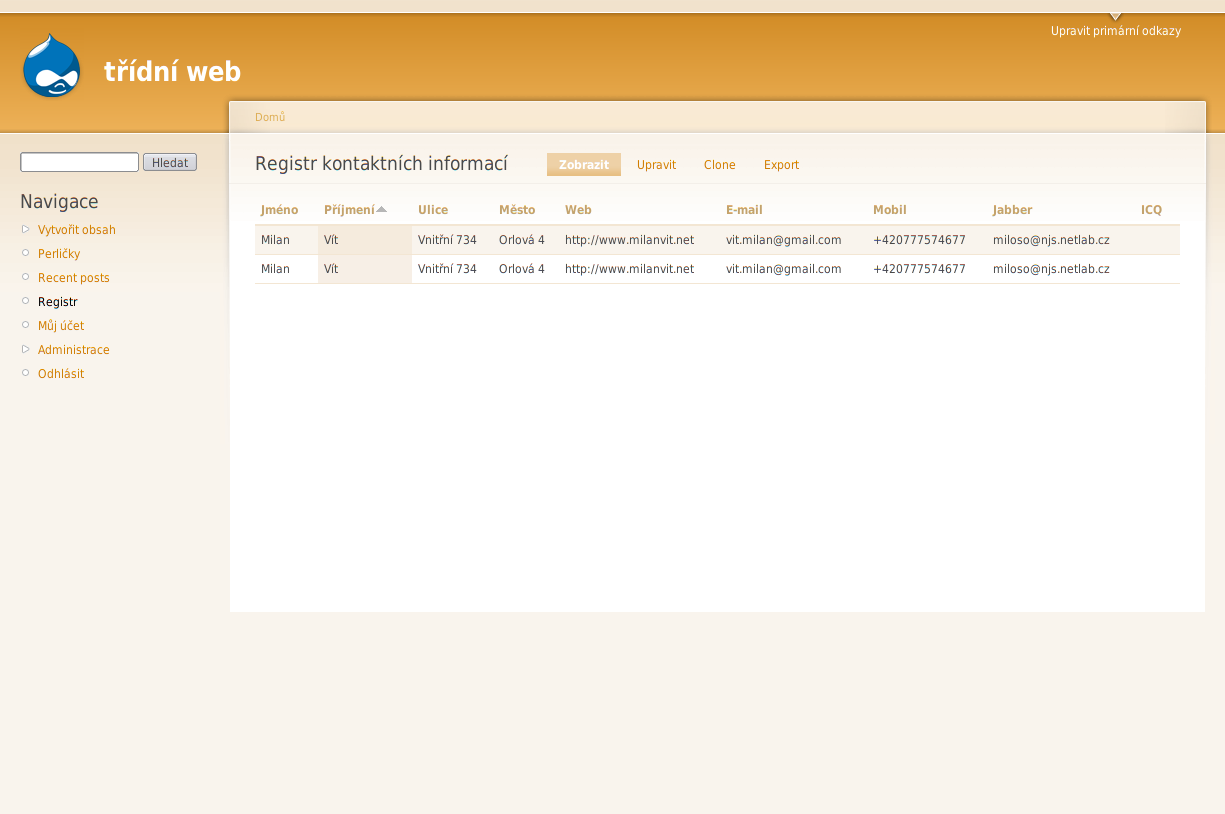 Upravit primární odkazy
třídní web
Domů
Hledat
Registr kontaktních informací Zobrazit Upravit Clone Export
Navigace
Vytvořit obsah
Perličky
Recent posts
Registr
Můj účet
Administrace
Odhlásit
Jméno Příjmení Ulice Město Web E-mail Mobil Jabber ICQ
Milan Vít Vnitřní 734 Orlová 4 http://www.milanvit.net vit.milan@gmail.com +420777574677 miloso@njs.netlab.cz
Milan Vít Vnitřní 734 Orlová 4 http://www.milanvit.net vit.milan@gmail.com +420777574677 miloso@njs.netlab.cz